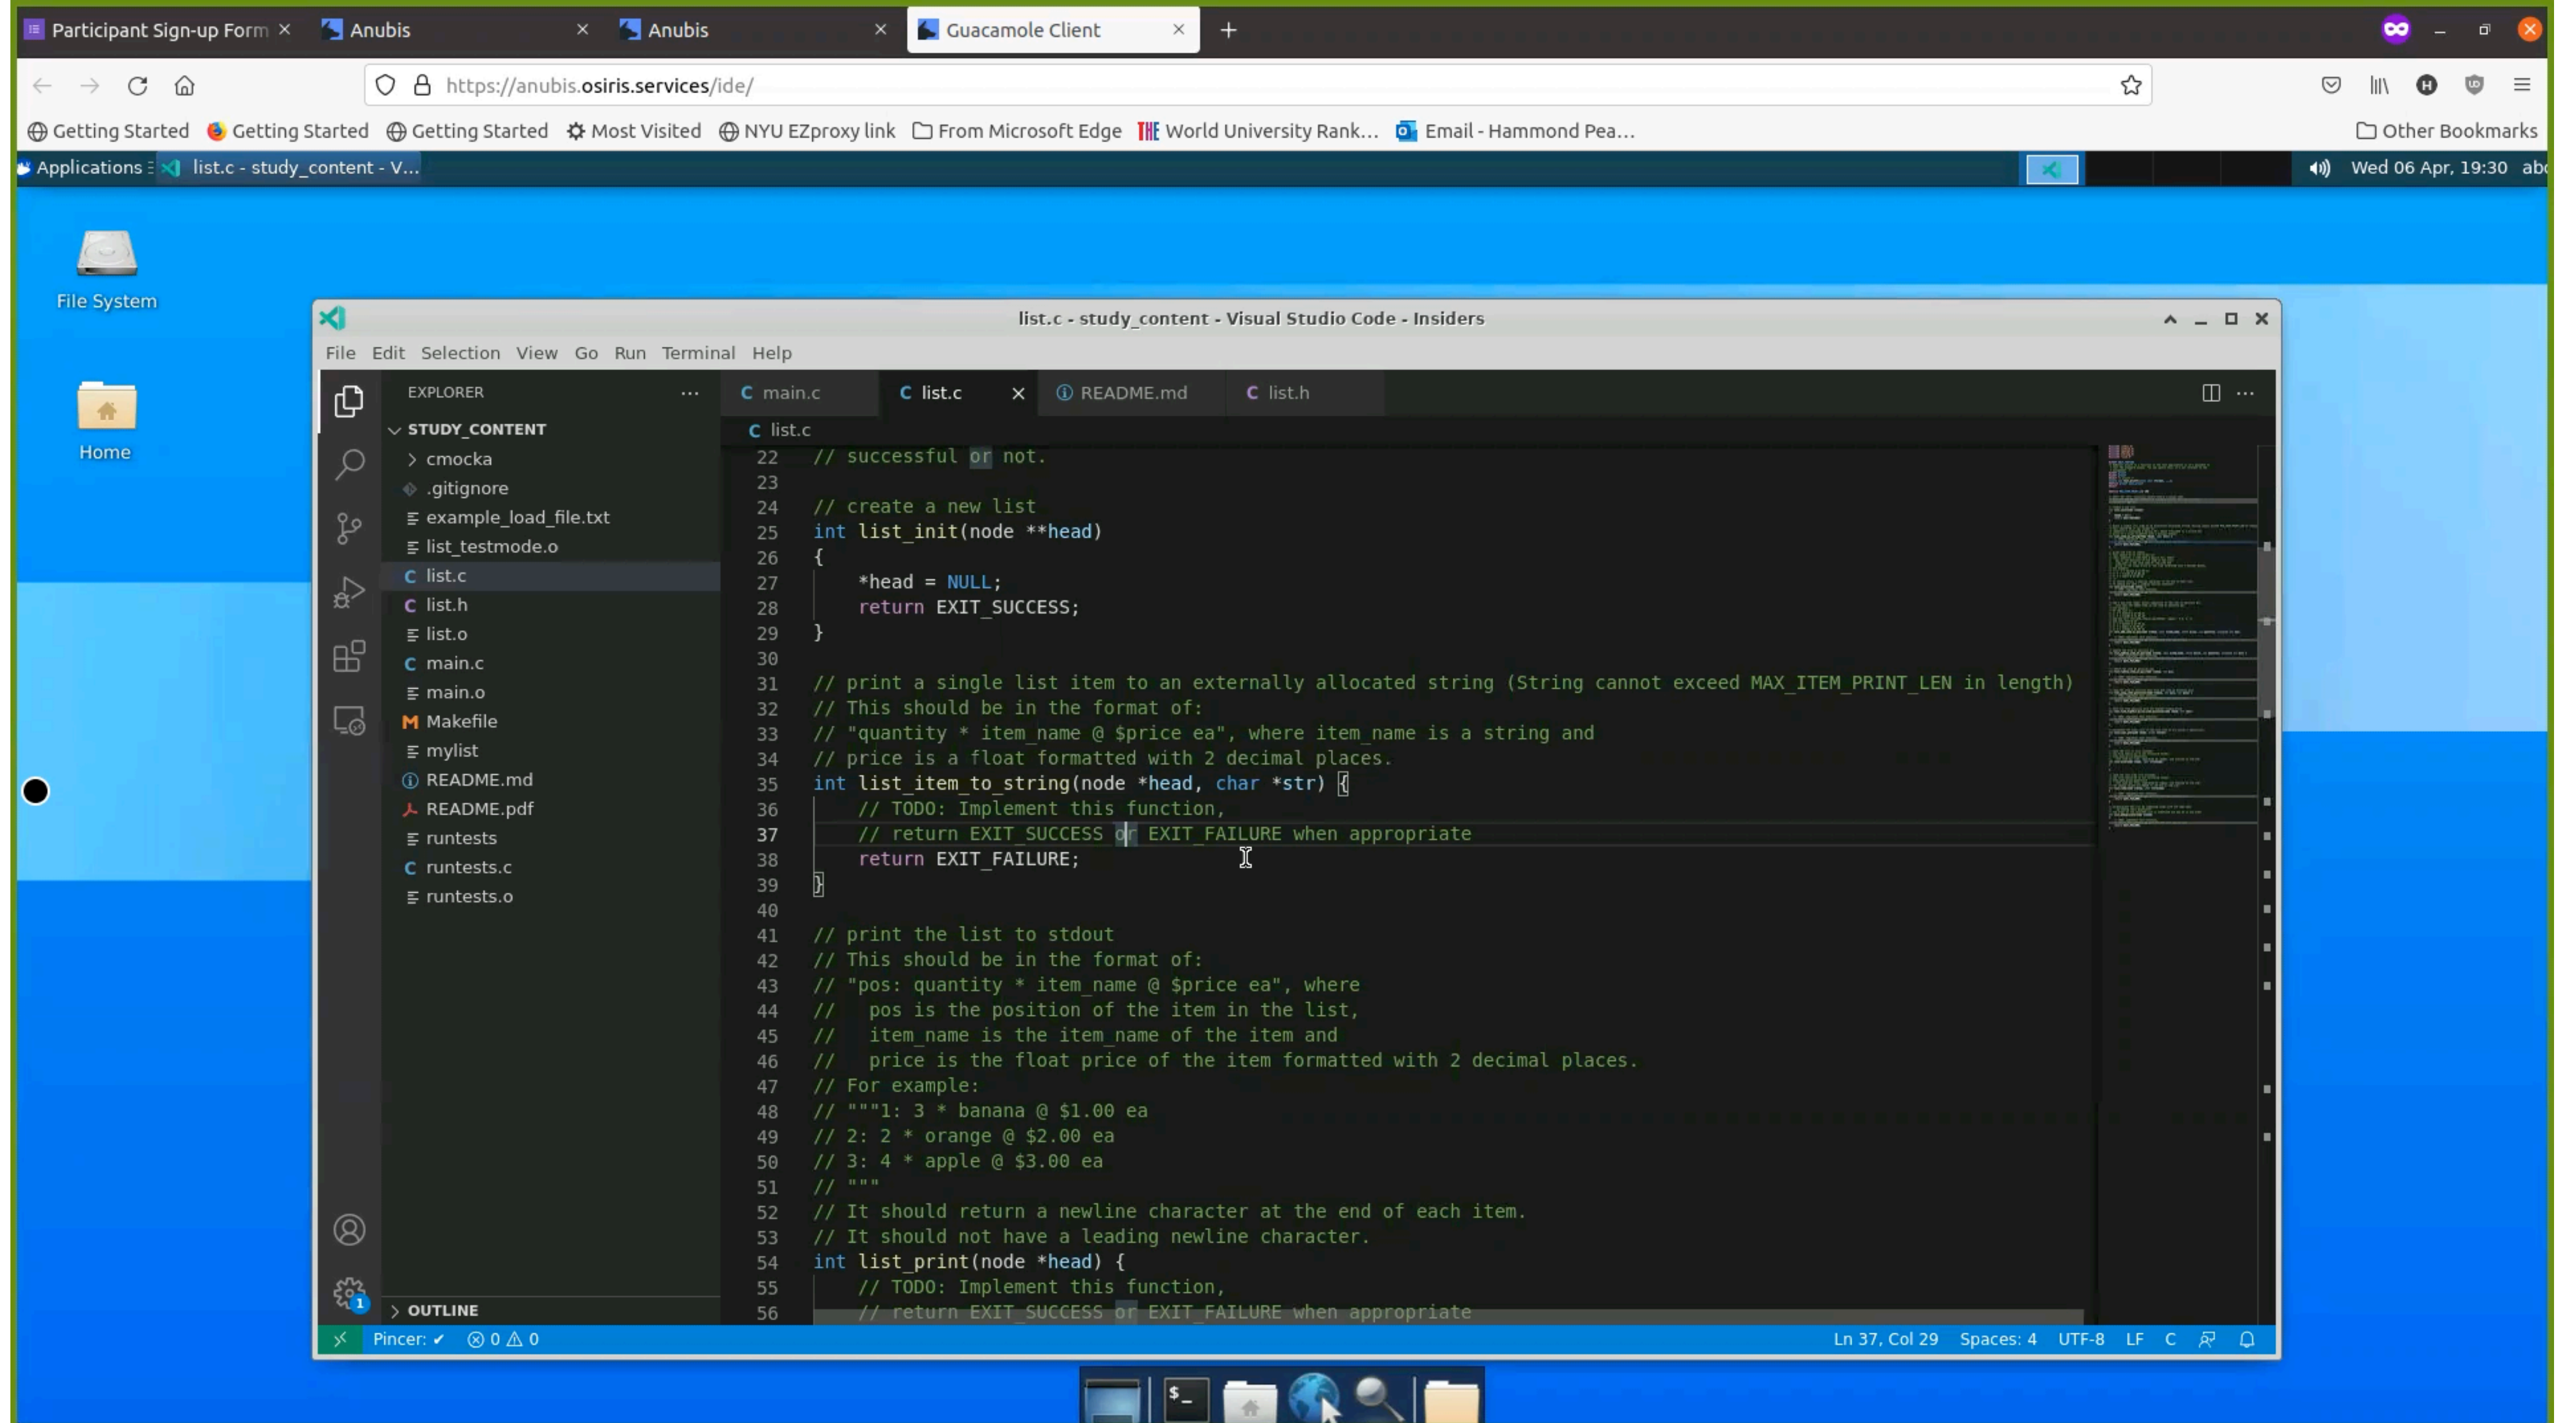 Participant Sign-up Form
Anubis
Anubis
Guacamole Client
https://anubis.osiris.services/ide/
Getting Started
Getting Started
Getting Started
Most Visited
NYU EZproxy link
From Microsoft Edge
THE World University Rank...
Email - Hammond Pea...
Other Bookmarks
Applications
list.c - study_content - V...
Wed 06 Apr, 19:30 abc
File System
Home
list.c - study_content - Visual Studio Code - Insiders
File Edit Selection View Go Run Terminal Help
EXPLORER
STUDY_CONTENT
cmocka
.gitignore
example_load_file.txt
list_testmode.o
list.c
list.h
list.o
main.c
main.o
Makefile
mylist
README.md
README.pdf
runtests
runtests.c
runtests.o
OUTLINE
main.c
list.c
README.md
list.h
list.c
22 // successful or not.
23
24 // create a new list
25 int list_init(node **head)
26 {
27 *head = NULL;
28 return EXIT_SUCCESS;
29 }
30
31 // print a single list item to an externally allocated string (String cannot exceed MAX_ITEM_PRINT_LEN in length)
32 // This should be in the format of:
33 // "quantity * item_name @ $price ea", where item_name is a string and
34 // price is a float formatted with 2 decimal places.
35 int list_item_to_string(node *head, char *str) {
36 // TODO: Implement this function,
37 // return EXIT_SUCCESS or EXIT_FAILURE when appropriate
38 return EXIT_FAILURE;
39 }
40
41 // print the list to stdout
42 // This should be in the format of:
43 // "pos: quantity * item_name @ $price ea", where
44 // pos is the position of the item in the list,
45 // item_name is the item_name of the item and
46 // price is the float price of the item formatted with 2 decimal places.
47 // For example:
48 // """1: 3 * banana @ $1.00 ea
49 // 2: 2 * orange @ $2.00 ea
50 // 3: 4 * apple @ $3.00 ea
51 // """
52 // It should return a newline character at the end of each item.
53 // It should not have a leading newline character.
54 int list_print(node *head) {
55 // TODO: Implement this function,
56 // return EXIT_SUCCESS or EXIT_FAILURE when appropriate
1
Pincer: ✔ 0 0
Ln 37, Col 29 Spaces: 4 UTF-8 LF C